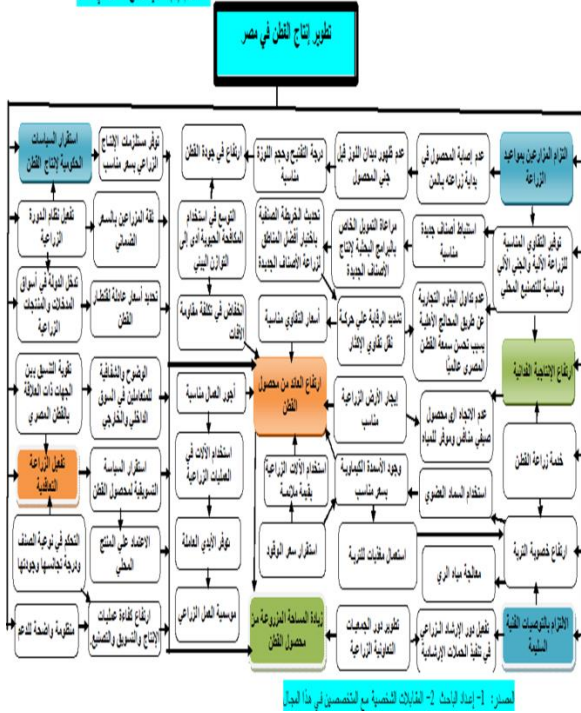 تطوير إنتاج القطن في مصر
التزام المزارعين بمواعيد
الزراعة
عدم إصابة المحصول في
بداية زراعته بالمن
عدم ظهور ديدان اللوز قبل
جني المحصول
درجة التفتيح وحجم اللوزة
مناسبة
ارتفاع في جودة القطن
توفر مستلزمات الإنتاج
الزراعي بسعر مناسب
استقرار السياسات
الحكومية لإنتاج القطن
توفير التقاوي المناسبة
للزراعة الآلية والجني الآلي
ومناسبة للتصنيع المحلي
استنباط أصناف جديدة
مناسبة
مراعاة التمويل الخاص
بالبرامج البحثية لإنتاج
الأصناف الجديدة
تحديث الخريطة الصنفية
باختيار أفضل المناطق
لزراعة الأصناف الجديدة
التوسع في استخدام
المكافحة الحيوية أدى إلى
التوازن البيئي
ثقة المزارعين بالسعر
الضماني
تفعيل نظام الدورة
الزراعية
عدم تداول البذور التجارية
عن طريق المحالج الأهلية
بسبب تحسن سمعة القطن
المصري عالمياً
تشديد الرقابة علي حركة
نقل تقاوي الإكثار
أسعار التقاوي مناسبة
انخفاض في تكلفة مقاومة
الآفات
تحديد أسعار عادلة لقنطار
القطن
تدخل الدولة في أسواق
المدخلات والمنتجات
الزراعية
ارتفاع الإنتاجية الفدانية
عدم الاتجاه إلى محصول
صيفي منافس وموفر للمياه
إيجار الأرض الزراعية
مناسب
ارتفاع العائد من محصول
القطن
أجور العمال مناسبة
الوضوح والشفافية
للمتعاملين في السوق
الداخلي والخارجي
تقوية التنسيق بين
الجهات ذات العلاقة
بالقطن المصري
خدمة زراعة القطن
استخدام السماد العضوي
وجود الأسمدة الكيماوية
بسعر مناسب
استخدام الآلات الزراعية
بقيمة ملائمة
استخدام الآلات في
العمليات الزراعية
استقرار السياسة
التسويقية لمحصول القطن
تفعيل الزراعة
التعاقدية
ارتفاع خصوبة التربة
معالجة مياه الري
استعمال مغذيات للتربة
استقرار سعر الوقود
توفر الأيدي العاملة
الاعتماد علي المنتج
المحلي
التحكم في نوعية الصنف
ودرجة تجانسها وجودتها
الالتزام بالتوصيات الفنية
السليمة
تفعيل دور الإرشاد الزراعي
في تنفيذ الحملات الإرشادية
تطوير دور الجمعيات
التعاونية الزراعية
زيادة المساحة المزروعة من
محصول القطن
موسمية العمل الزراعي
ارتفاع كفاءة عمليات
الإنتاج والتسويق والتصنيع
منظومة واضحة للدعم
المصدر: 1- إعداد الباحث 2- المقابلات الشخصية مع المتخصصين في هذا المجال